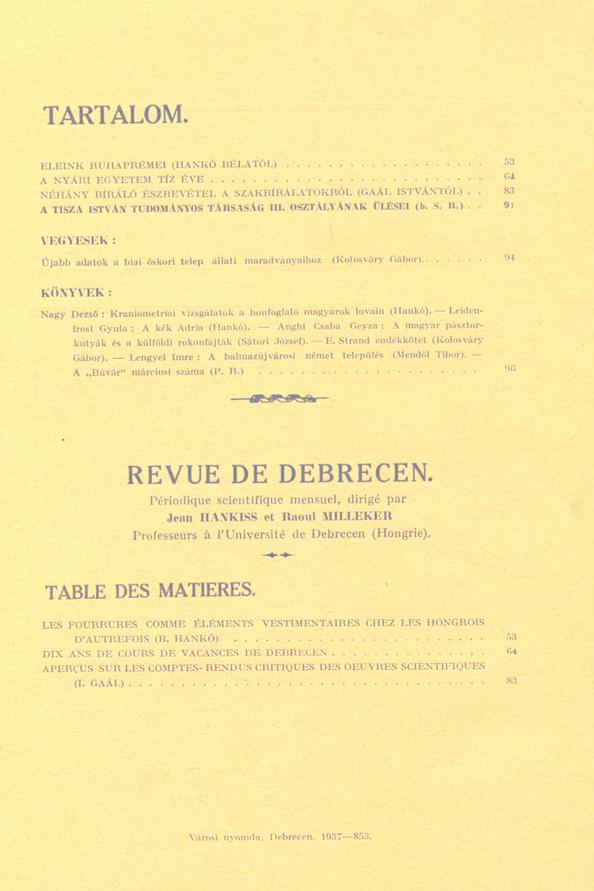 TARTALOM.
ELEINK RUHAPRÉMEI (HANKÓ BÉLÁTÓL) . . . . . . . . . . . . . . . . . . 53
A NYÁRI EGYETEM TÍZ ÉVE . . . . . . . . . . . . . . . . . . . . . . . . 64
NÉHÁNY BÍRÁLÓ ÉSZREVÉTEL A SZAKBÍRÁLATOKRÓL (GAÁL ISTVÁNTÓL) . . 83
A TISZA ISTVÁN TUDOMÁNYOS TÁRSASÁG III. OSZTÁLYÁNAK ÜLÉSEI (b. S. R.) . . 91
VEGYESEK :
Újabb adatok a biai őskori telep állati maradványaihoz (Kolosváry Gábor). . . . . . . 94
KÖNYVEK :
Nagy Dezső : Kraniometriai vizsgálatok a honfoglaló magyarok lovain (Hankó). — Leiden-
frost Gyula : A kék Adria (Hankó). — Anghi Csaba Geyza : A magyar pásztor-
kutyák és a külföldi rokonfajták (Sátori József). — E. Strand emlékkötet (Kolosváry
Gábor). — Lengyel Imre : A balmazújvárosi német település (Mendöl Tibor). —
A „Búvár" márciusi száma (P. R.) . . . . . . . . . . . . . . . . . . . . 96
REVUE DE DEBRECEN.
Périodique scientifique mensuel, dirigé par
Jean HANKISS et Raoul MILLEKER
Professeurs à l'Université de Debrecen (Hongrie).
TABLE DES MATIERES.
LES FOURRURES COMME ÉLÉMENTS VESTIMENTAIRES CHEZ LES HONGROIS
D'AUTREFOIS (B. HANKÓ) . . . . . . . . . . . . . . . . . . . . . . . 53
DIX ANS DE COURS DE VACANCES DE DEBRECEN . . . . . . . . . . . . . . 64
APERÇUS SUR LES COMPTES- RENDUS CRITIQUES DES OEUVRES SCIENTIFIQUES
(I. GAÁL) . . . . . . . . . . . . . . . . . . . . . . . . . . . . . . . 83
Városi nyomda, Debrecen. 1937—853.